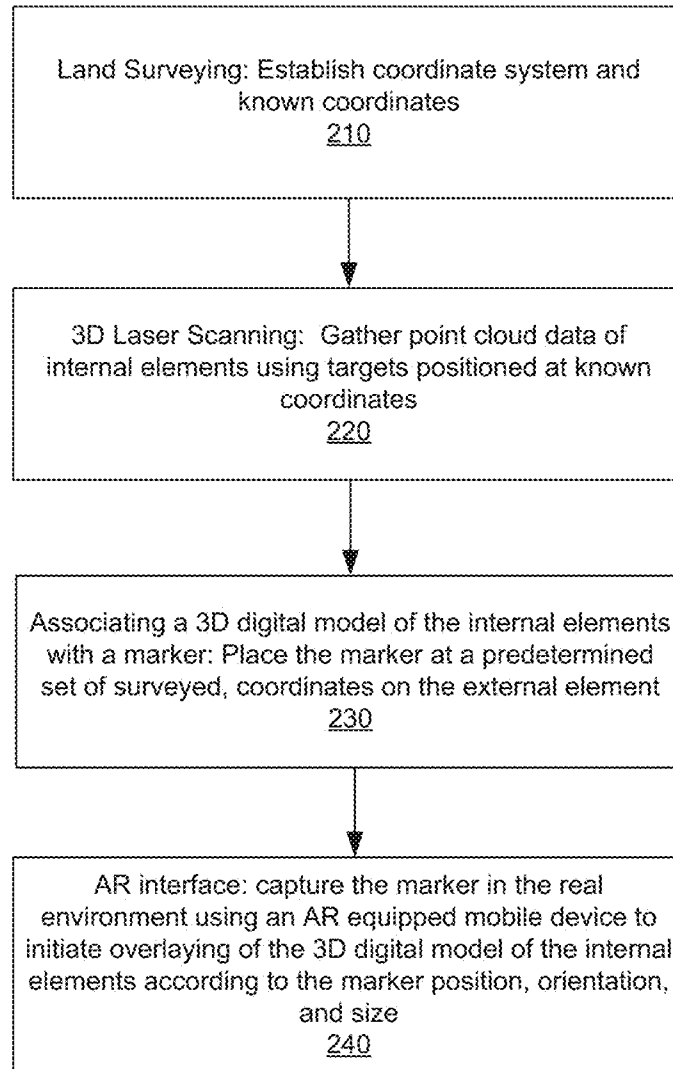 Land Surveying: Establish coordinate system and
known coordinates
210
3D Laser Scanning: Gather point cloud data of
internal elements using targets positioned at known
coordinates
220
Associating a 3D digital model of the internal elements
with a marker: Place the marker at a predetermined
set of surveyed, coordinates on the external element
230
AR interface: capture the marker in the real
environment using an AR equipped mobile device to
initiate overlaying of the 3D digital model of the internal
elements according to the marker position, orientation,
and size
240